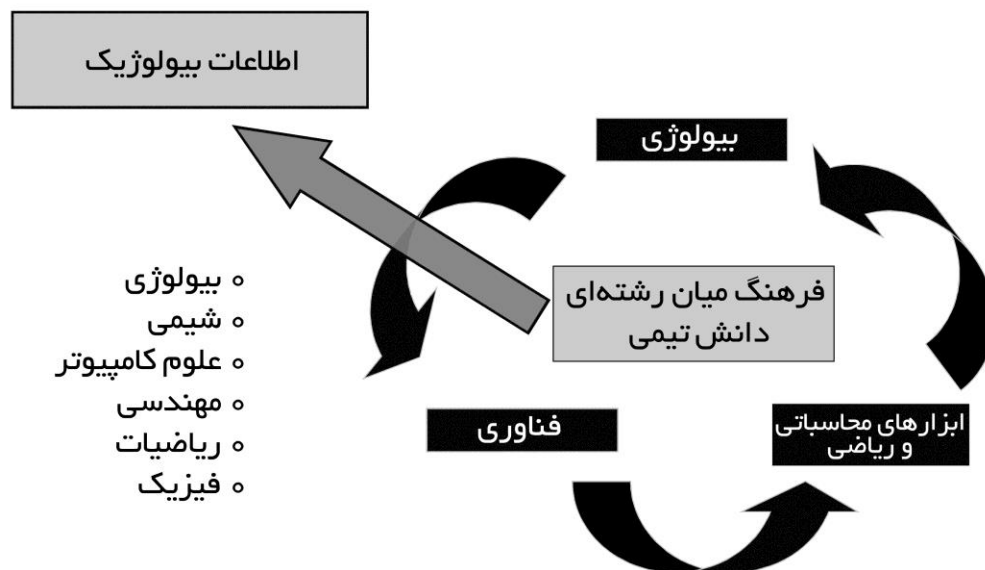 اطلاعات بیولوژیک
بیولوژی
فرهنگ میان رشته‌ای
دانش تیمی
فناوری
ابزارهای محاسباتی
و ریاضی
○ بیولوژی
○ شیمی
○ علوم کامپیوتر
○ مهندسی
○ ریاضیات
○ فیزیک